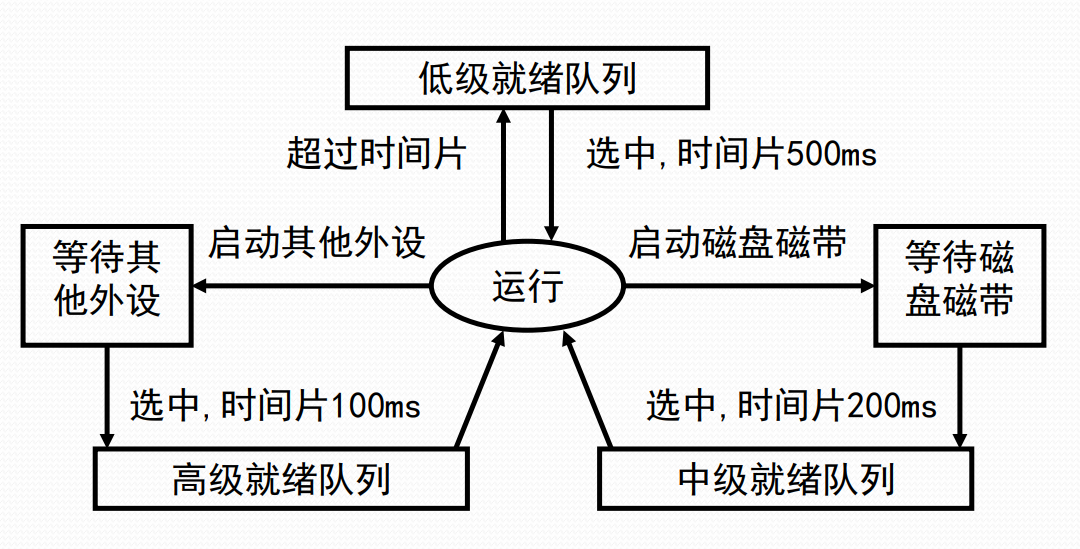 低级就绪队列
超过时间片
选中,时间片500ms
启动其他外设
启动磁盘磁带
等待其
他外设
运行
等待磁
盘磁带
选中,时间片100ms
选中,时间片200ms
高级就绪队列
中级就绪队列